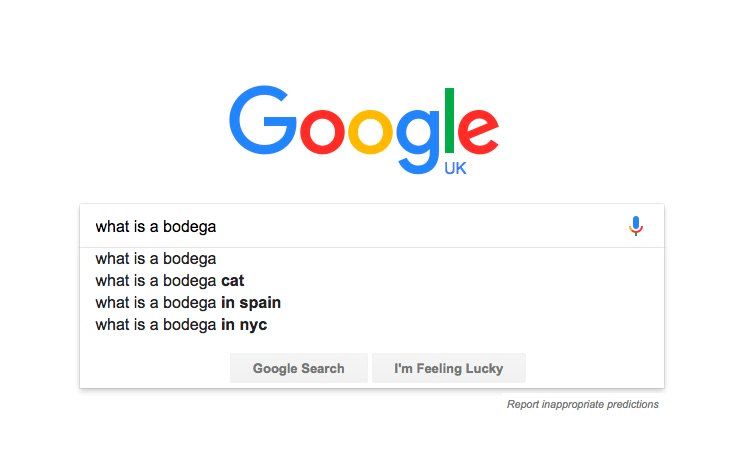 Google
UK
what is a bodega
what is a bodega
what is a bodega cat
what is a bodega in spain
what is a bodega in nyc
Google Search I'm Feeling Lucky
Report inappropriate predictions